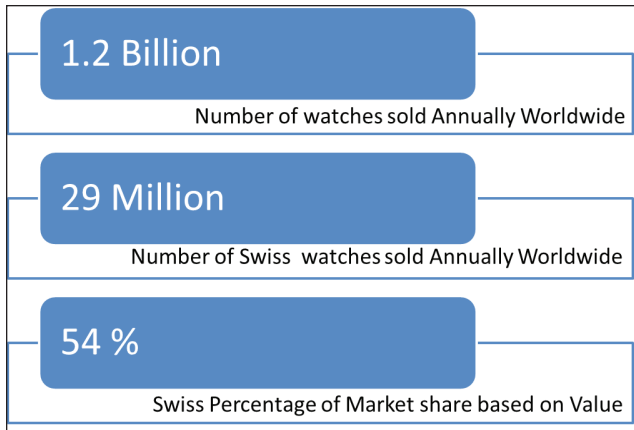 1.2 Billion
Number of watches sold Annually Worldwide
29 Million
Number of Swiss  watches sold Annually Worldwide
54 %
Swiss Percentage of Market share based on Value